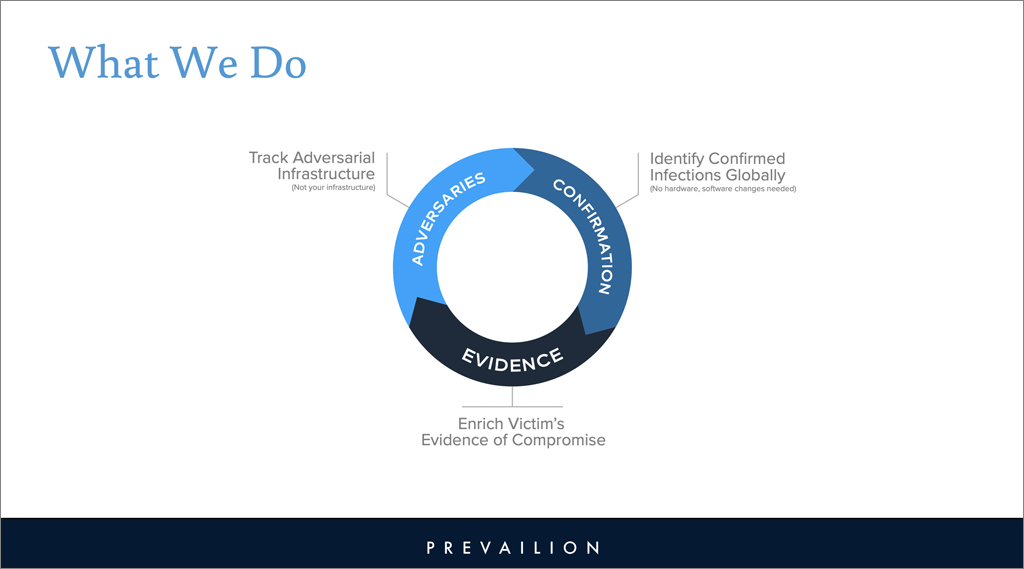 What We Do
Track Adversarial
Infrastructure
(Not your infrastructure)
Identify Confirmed
Infections Globally
(No hardware, software changes needed)
ADVERSARIES
CONFIRMATION
EVIDENCE
Enrich Victim's
Evidence of Compromise
PREVAILION